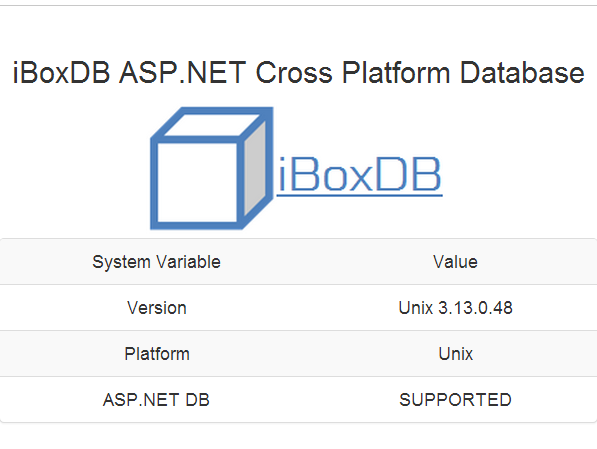 iBoxDB ASP.NET Cross Platform Database
iBoxDB
System Variable Value
Version Unix 3.13.0.48
Platform Unix
ASP.NET DB SUPPORTED